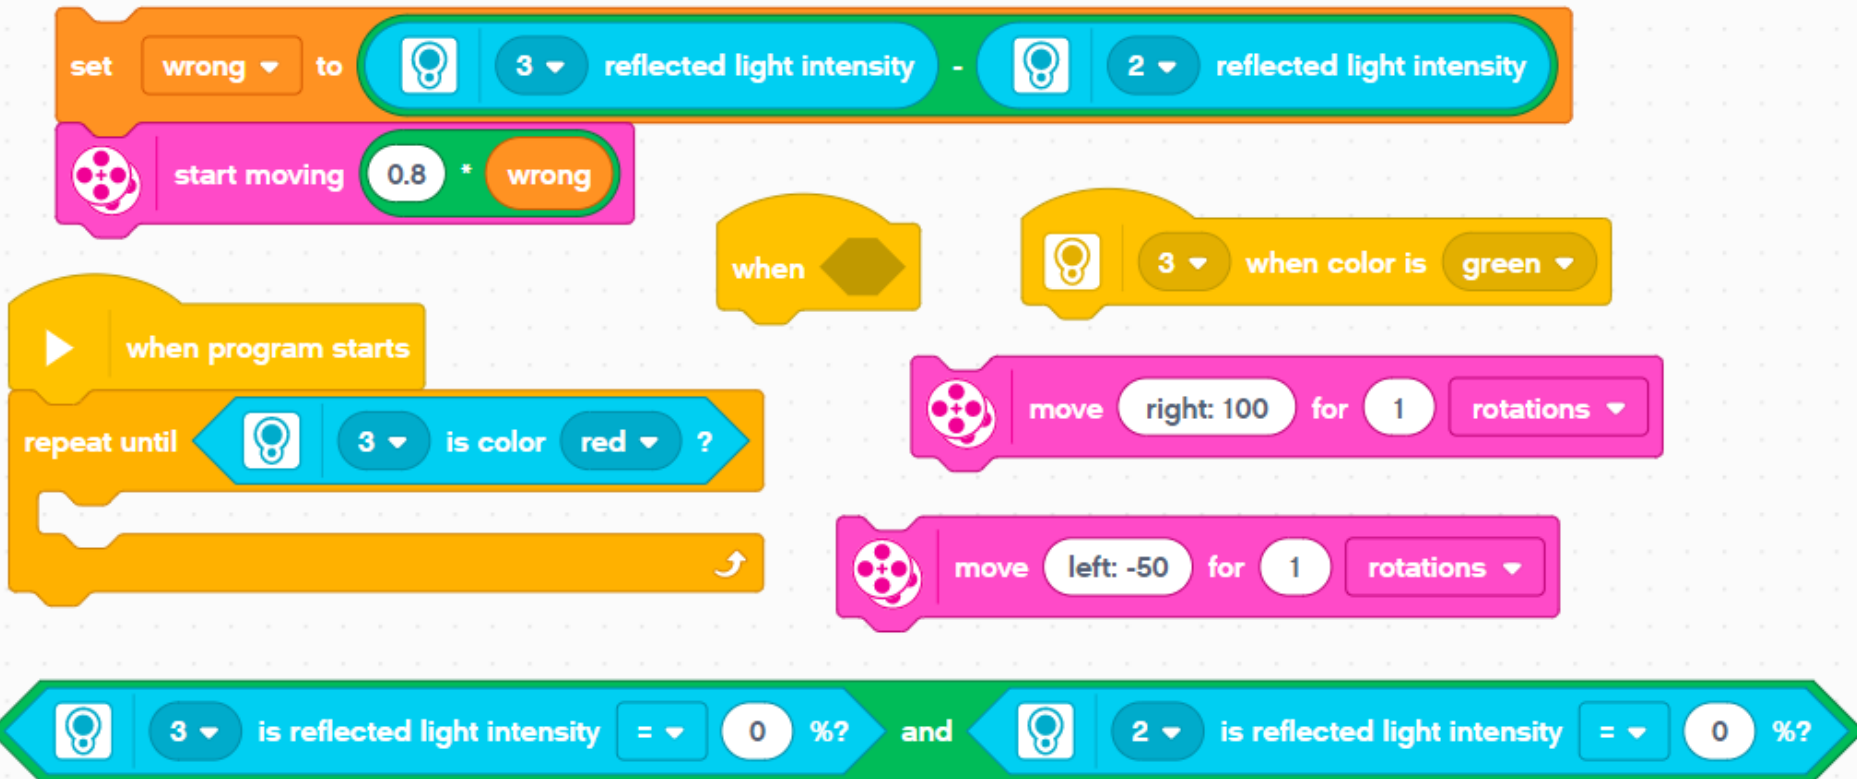 set wrong to 3 reflected light intensity - 2 reflected light intensity
start moving 0.8 * wrong
when
3 when color is green
when program starts
repeat until 3 is color red ?
move right: 100 for 1 rotations
move left: -50 for 1 rotations
3 is reflected light intensity = 0 %? and 2 is reflected light intensity = 0 %?